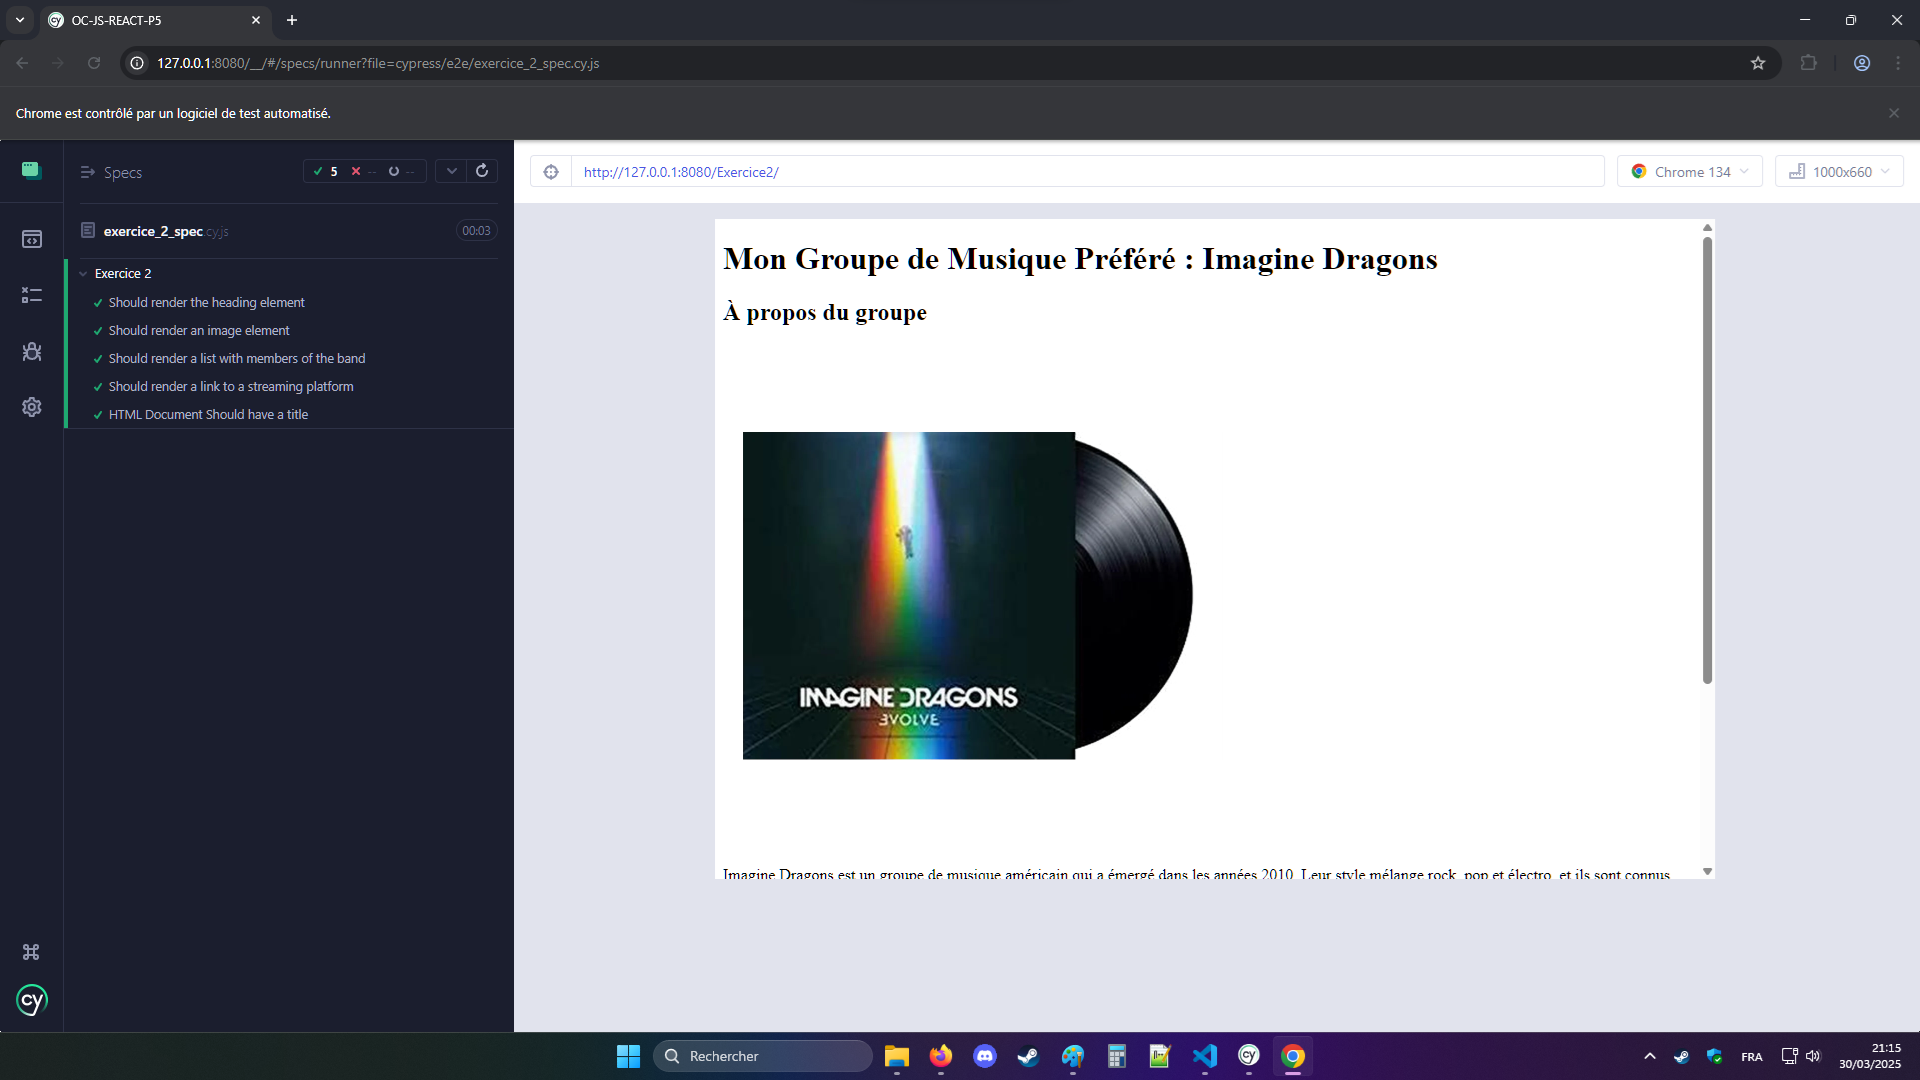 OC-JS-REACT-P5
127.0.0.1:8080/__/#/specs/runner?file=cypress/e2e/exercice_2_spec.cy.js
Chrome est contrôlé par un logiciel de test automatisé.
Specs
5 -- --
http://127.0.0.1:8080/Exercice2/
Chrome 134
1000x660
exercice_2_spec.cy.js
00:03
Exercice 2
Should render the heading element
Should render an image element
Should render a list with members of the band
Should render a link to a streaming platform
HTML Document Should have a title
Mon Groupe de Musique Préféré : Imagine Dragons
À propos du groupe
IMAGINE DRAGONS
ƎVOLVE
Imagine Dragons est un groupe de musique américain qui a émergé dans les années 2010. Leur style mélange rock, pop et électro, et ils sont connus
cy
Rechercher
cy
FRA
21:15
30/03/2025